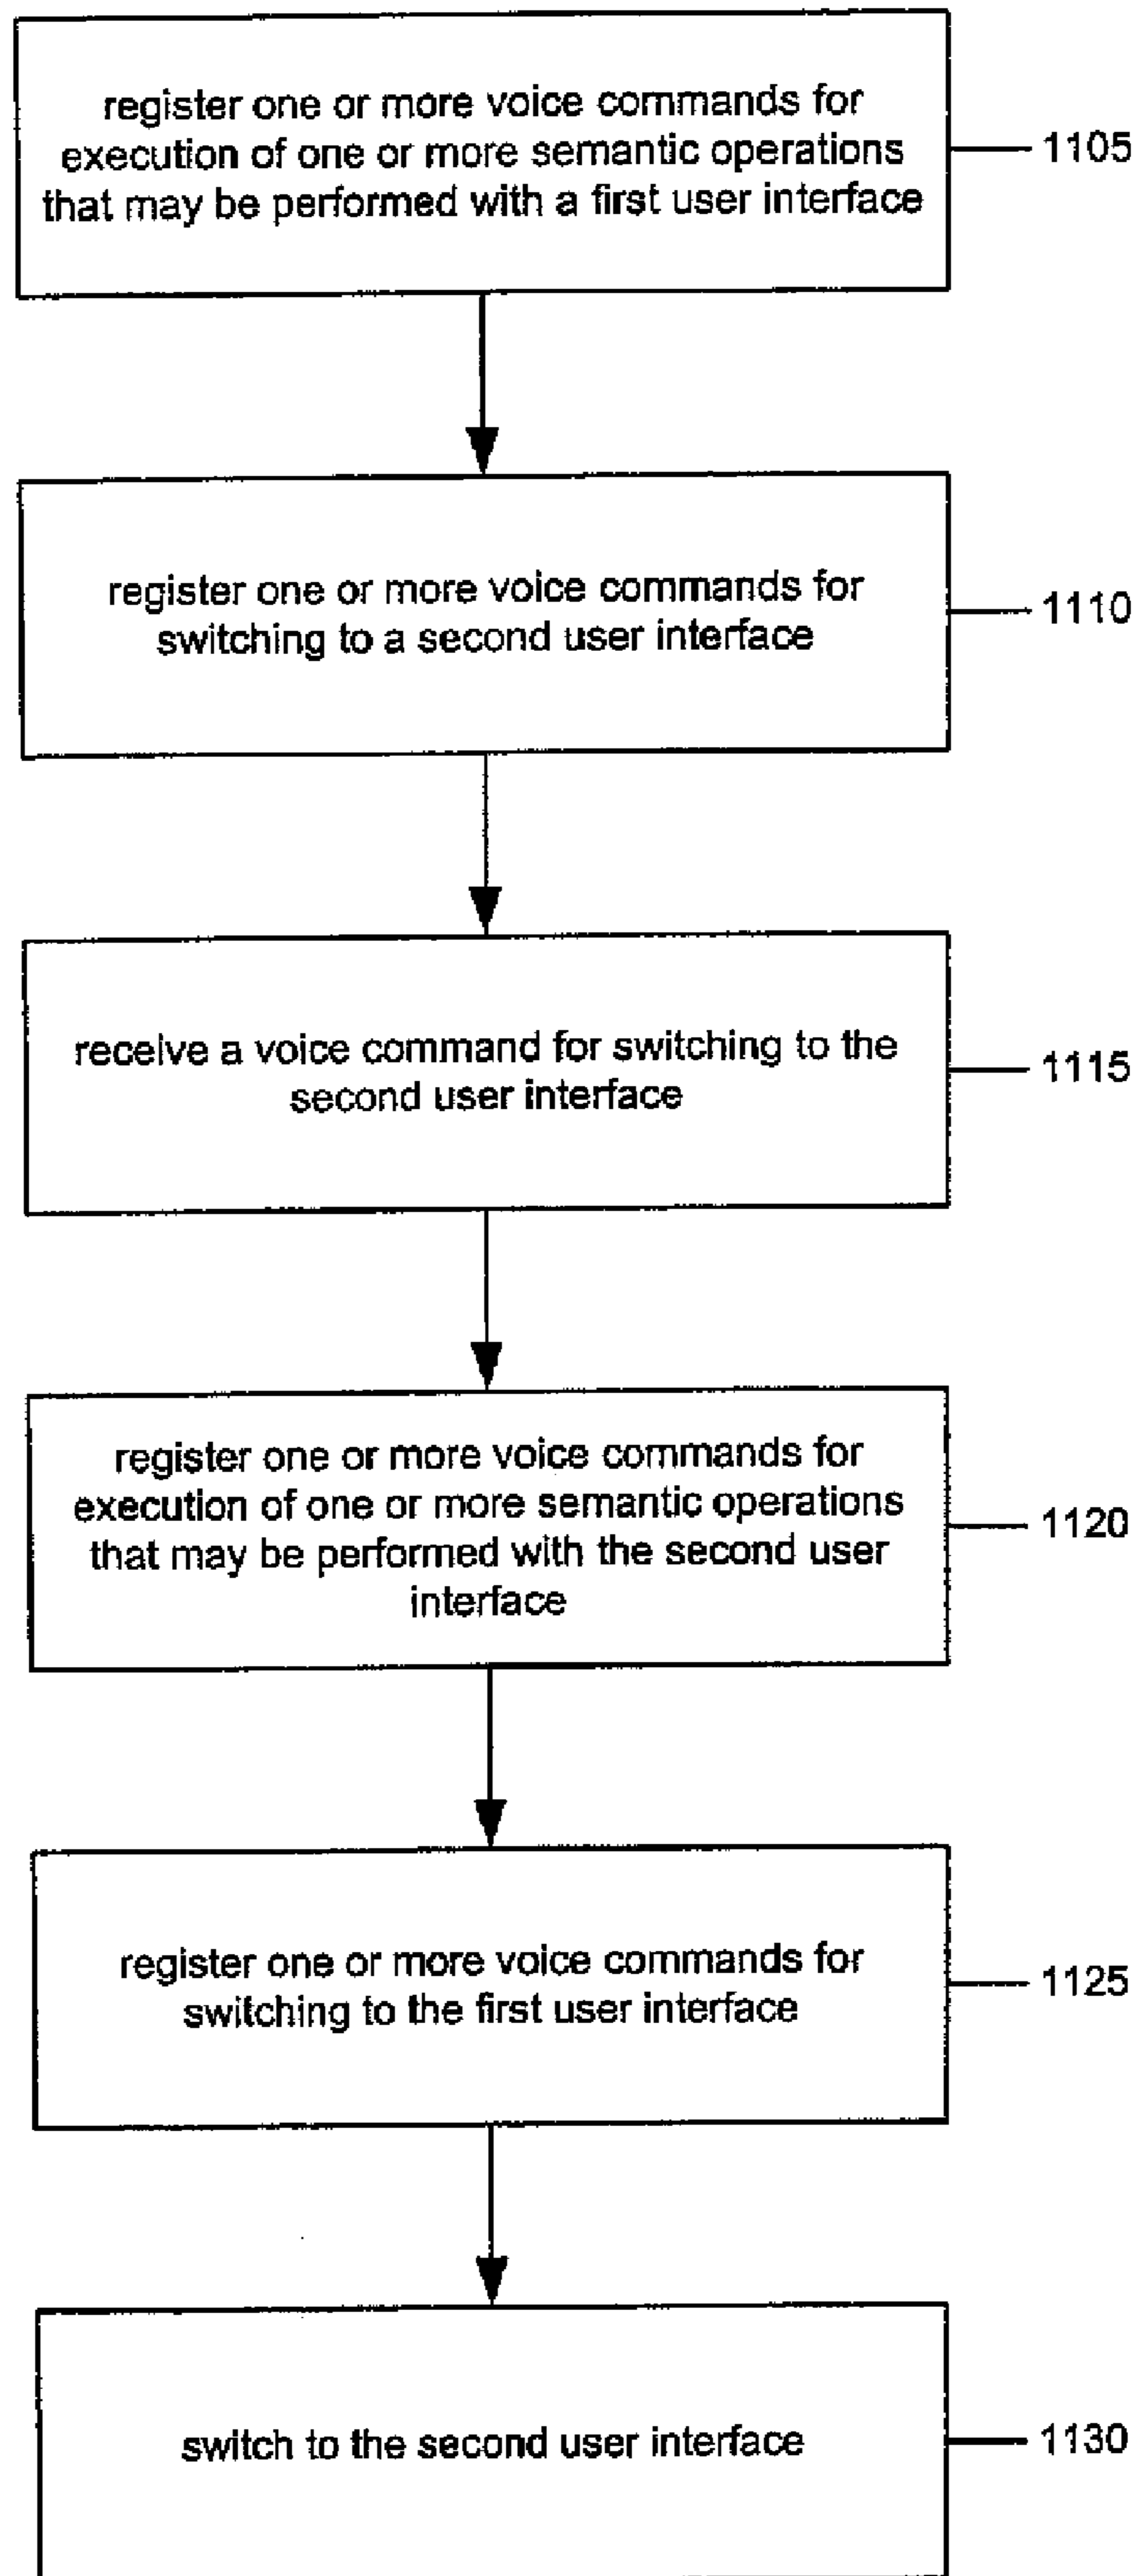 register one or more voice commands for
execution of one or more semantic operations
that may be performed with a first user interface
1105
register one or more voice commands for
switching to a second user interface
1110
receive a voice command for switching to the
second user interface
1115
register one or more voice commands for
execution of one or more semantic operations
that may be performed with the second user
interface
1120
register one or more voice commands for
switching to the first user interface
1125
switch to the second user interface
1130